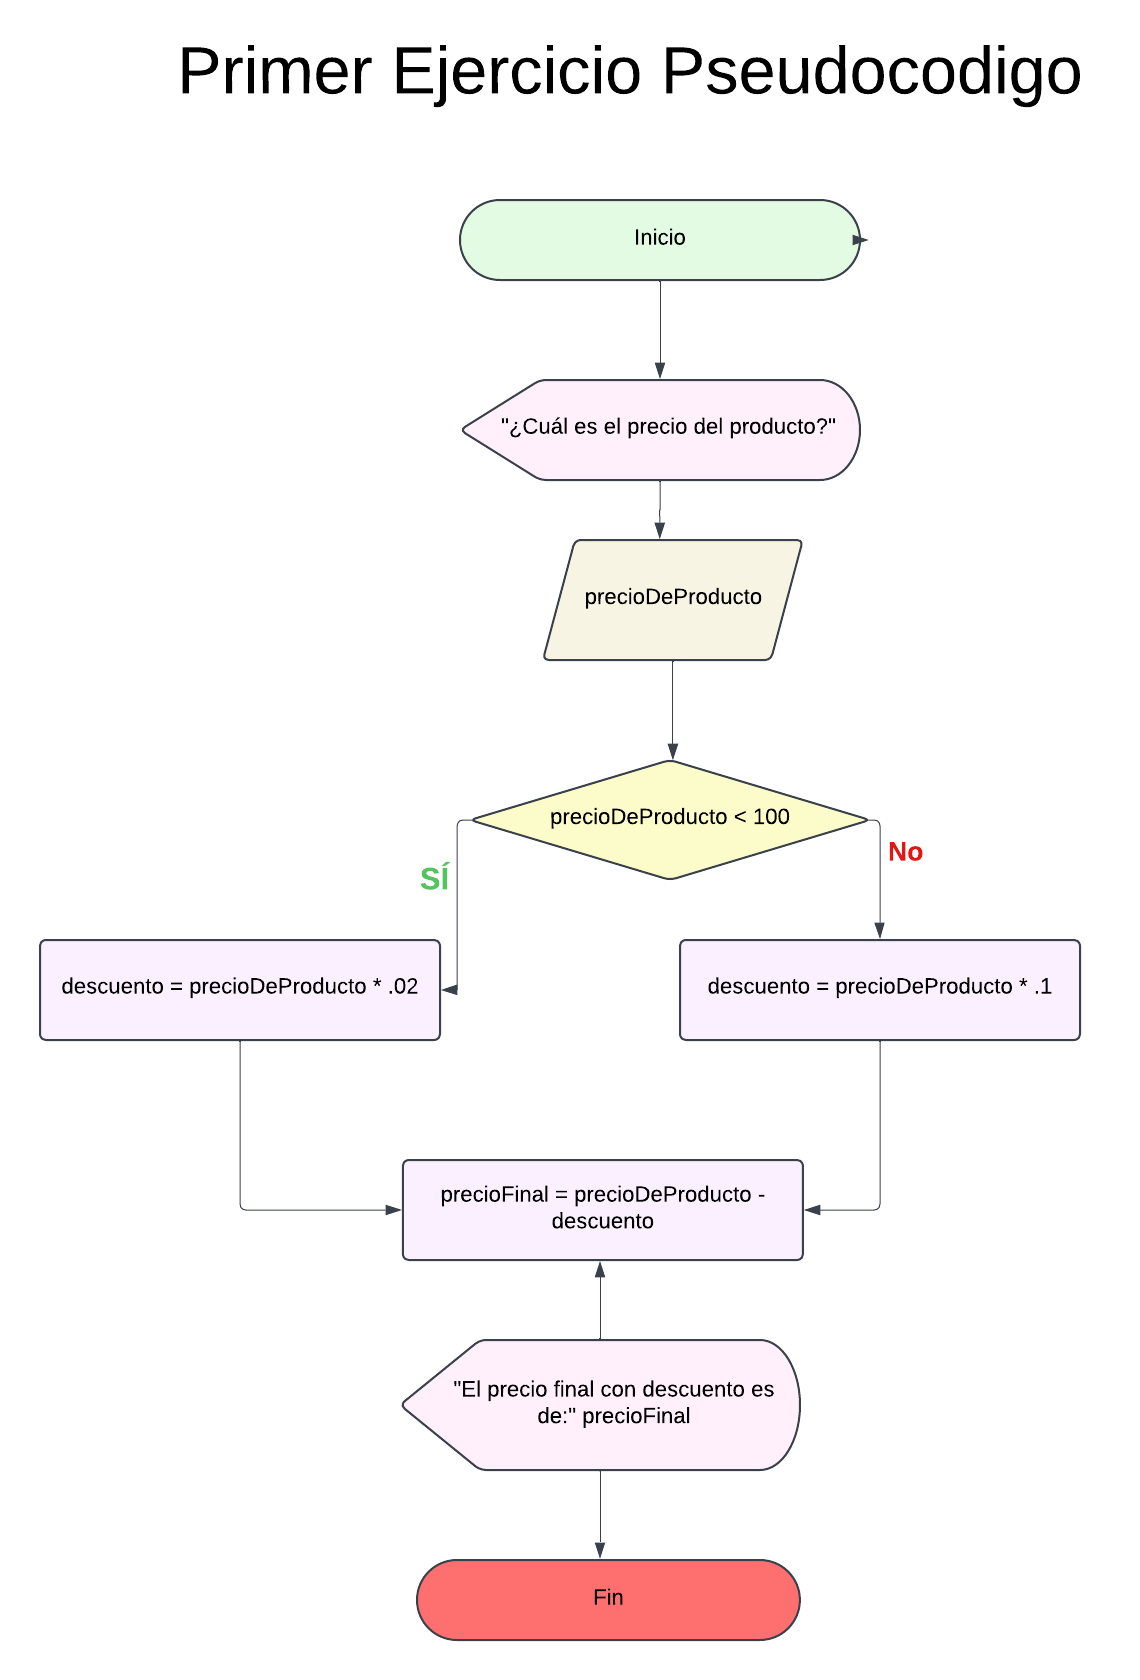 Primer Ejercicio Pseudocodigo
Inicio
"¿Cuál es el precio del producto?"
precioDeProducto
precioDeProducto < 100
SÍ
No
descuento = precioDeProducto * .02
descuento = precioDeProducto * .1
precioFinal = precioDeProducto -
descuento
"El precio final con descuento es
de:" precioFinal
Fin